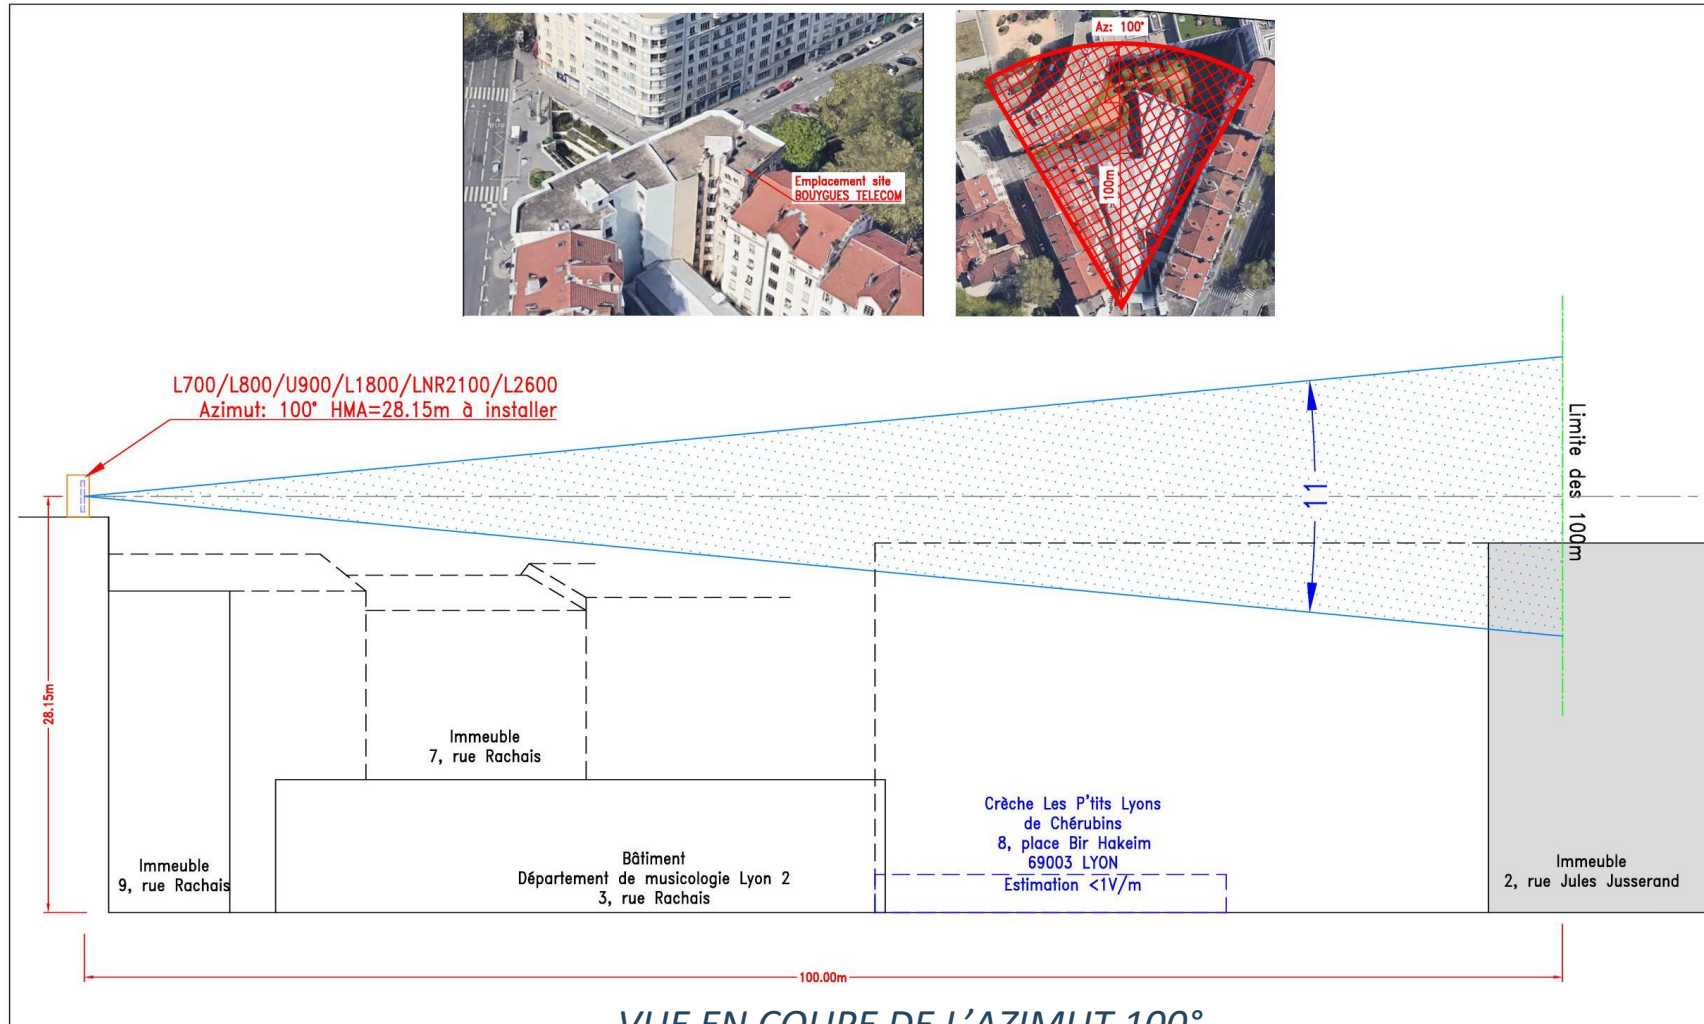 Az: 100°
100m
Emplacement site
BOUYGUES TELECOM
L700/L800/U900/L1800/LNR2100/L2600
Azimut: 100° HMA=28.15m à installer
Limite des 100m
11
28.15m
Immeuble
7, rue Rachais
Immeuble
9, rue Rachais
Bâtiment
Département de musicologie Lyon 2
3, rue Rachais
Crèche Les P'tits Lyons
de Chérubins
8, place Bir Hakeim
69003 LYON
Estimation <1V/m
Immeuble
2, rue Jules Jusserand
100.00m
VUE EN COUPE DE L'AZIMUT 100°